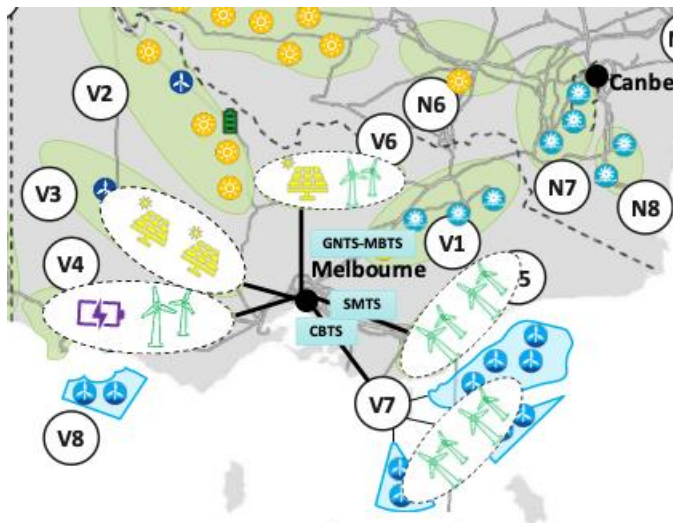 V2
N6
Canbe
V6
V3
N7
N8
V1
GNTS-MBTS
V4
Melbourne
5
SMTS
CBTS
V7
V8